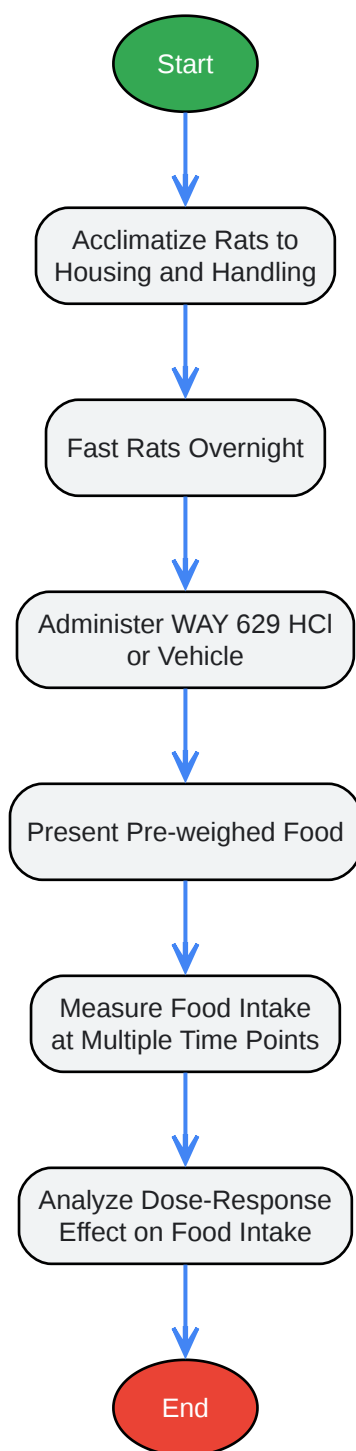 Start
Acclimatize Rats to
Housing and Handling
Fast Rats Overnight
Administer WAY 629 HCl
or Vehicle
Present Pre-weighed Food
Measure Food Intake
at Multiple Time Points
Analyze Dose-Response
Effect on Food Intake
End